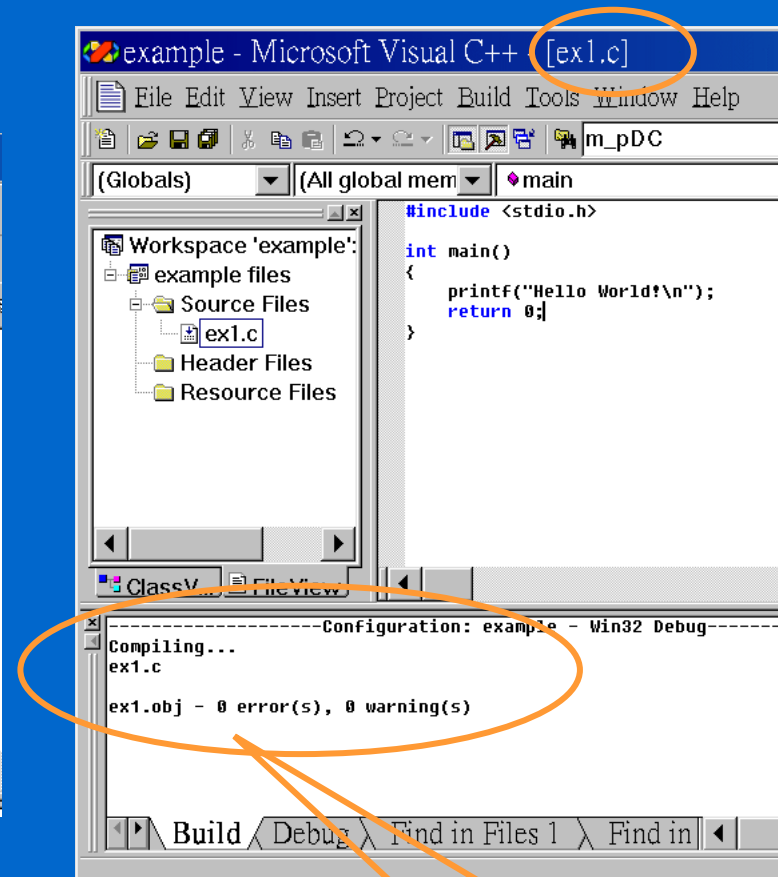 example - Microsoft Visual C++ - [ex1.c]
File Edit View Insert Project Build Tools Window Help
m_pDC
(Globals) (All global mem main
Workspace 'example':
example files
Source Files
ex1.c
Header Files
Resource Files
ClassV... FileView
#include <stdio.h>
int main()
{
printf("Hello World!\n");
return 0;
}
--------------------Configuration: example - Win32 Debug-------
Compiling...
ex1.c
ex1.obj - 0 error(s), 0 warning(s)
Build Debug Find in Files 1 Find in